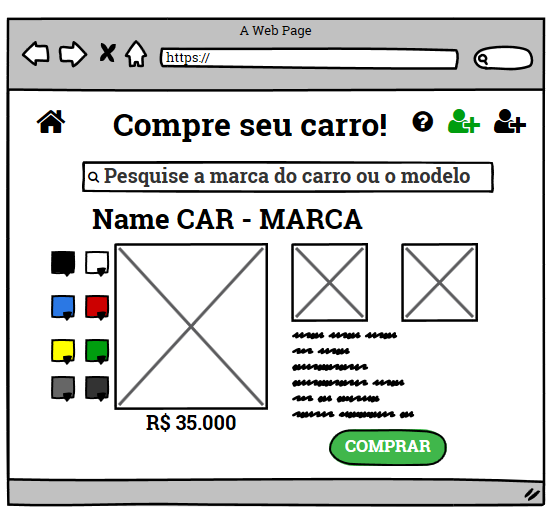 A Web Page
https://
Compre seu carro!
Pesquise a marca do carro ou o modelo
Name CAR - MARCA
R$ 35.000
COMPRAR